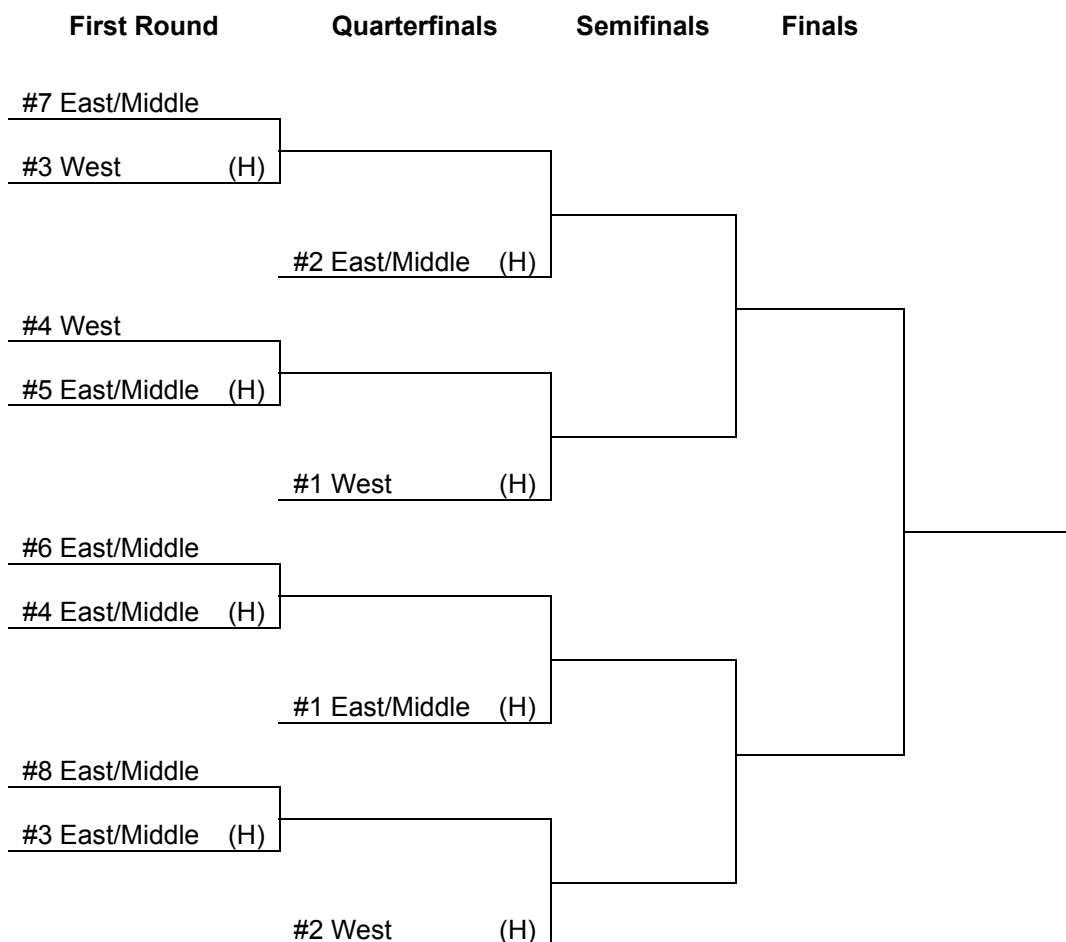 First Round Quarterfinals Semifinals Finals
#7 East/Middle
#3 West (H)
#2 East/Middle (H)
#4 West
#5 East/Middle (H)
#1 West (H)
#6 East/Middle
#4 East/Middle (H)
#1 East/Middle (H)
#8 East/Middle
#3 East/Middle (H)
#2 West (H)